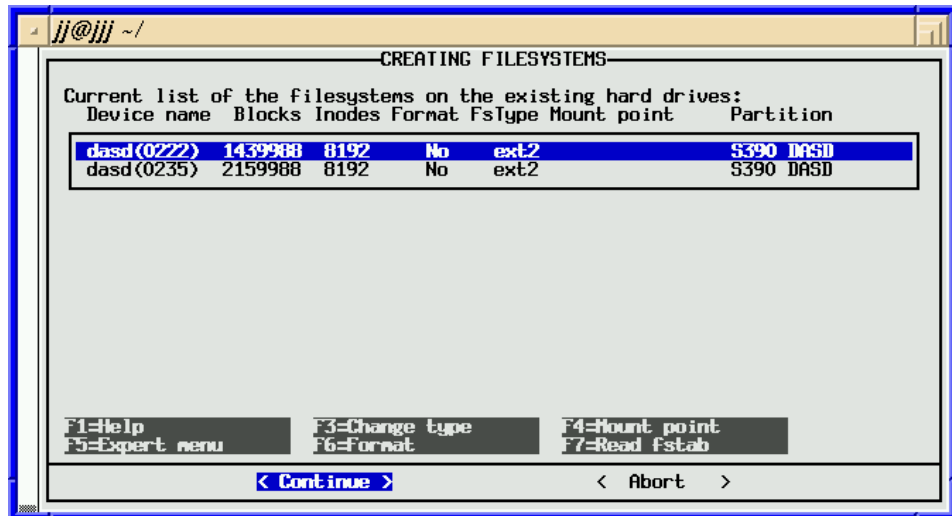 jj@jjj ~/
CREATING FILESYSTEMS
Current list of the filesystems on the existing hard drives:
Device name Blocks Inodes Format FsType Mount point Partition
dasd(0222) 1439988 8192 No ext2 S390 DASD
dasd(0235) 2159988 8192 No ext2 S390 DASD
F1=Help F3=Change type F4=Mount point
F5=Expert menu F6=Format F7=Read fstab
< Continue > < Abort >